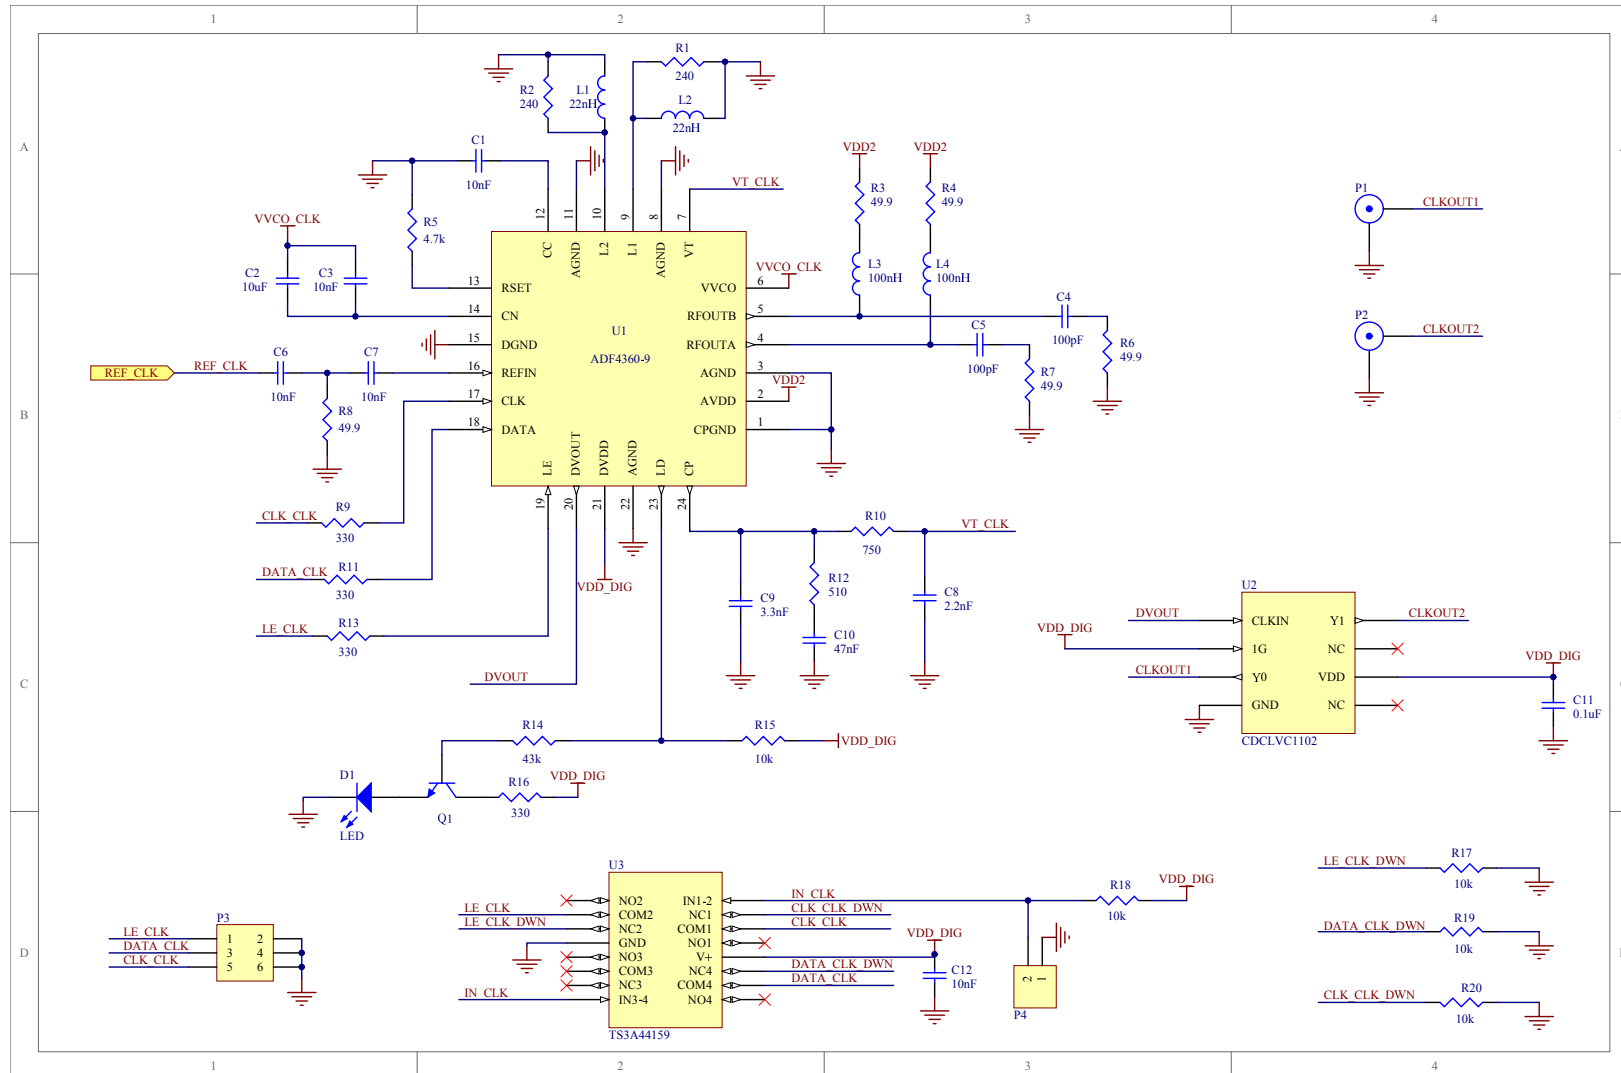 1 2 3 4
A
B
C
D
R1
240
R2
240
L1
22nH
L2
22nH
C1
10nF
VT_CLK
VDD2
VDD2
R3
49.9
R4
49.9
P1
CLKOUT1
VVCO_CLK
R5
4.7k
12 11 10 9 8 7
CC AGND L2 L1 AGND VT
C2
10uF
C3
10nF
L3
100nH
L4
100nH
VVCO_CLK
13 RSET
14 CN
15 DGND
16 REFIN
17 CLK
18 DATA
U1
ADF4360-9
VVCO 6
RFOUTB 5
RFOUTA 4
AGND 3
AVDD 2
CPGND 1
VDD2
C4
100pF
C5
100pF
R6
49.9
R7
49.9
P2
CLKOUT2
REF_CLK
REF_CLK
C6
10nF
C7
10nF
R8
49.9
LE DVOUT DVDD AGND LD CP
19 20 21 22 23 24
CLK_CLK
R9
330
DATA_CLK
R11
330
LE_CLK
R13
330
VDD_DIG
DVOUT
R10
750
VT_CLK
R12
510
C9
3.3nF
C10
47nF
C8
2.2nF
U2
DVOUT
CLKIN Y1
CLKOUT2
VDD_DIG
1G NC
CLKOUT1
Y0 VDD
GND NC
CDCLVC1102
VDD_DIG
C11
0.1uF
R14
43k
R15
10k
VDD_DIG
D1
LED
Q1
R16
330
VDD_DIG
P3
LE_CLK
DATA_CLK
CLK_CLK
1 2
3 4
5 6
U3
NO2 IN1-2
COM2 NC1
NC2 COM1
GND NO1
NO3 V+
COM3 NC4
NC3 COM4
IN3-4 NO4
TS3A44159
LE_CLK
LE_CLK_DWN
IN_CLK
IN_CLK
CLK_CLK_DWN
CLK_CLK
VDD_DIG
DATA_CLK_DWN
DATA_CLK
C12
10nF
R18
10k
VDD_DIG
2 1
P4
LE_CLK_DWN
R17
10k
DATA_CLK_DWN
R19
10k
CLK_CLK_DWN
R20
10k
1 2 3 4